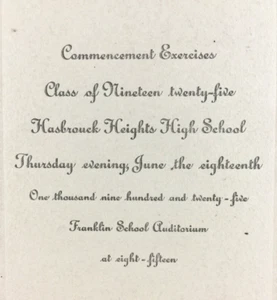 Commencement Exercises
Class of Nineteen twenty-five
Hasbrouck Heights High School
Thursday evening, June the eighteenth
One thousand nine hundred and twenty-five
Franklin School Auditorium
at eight-fifteen